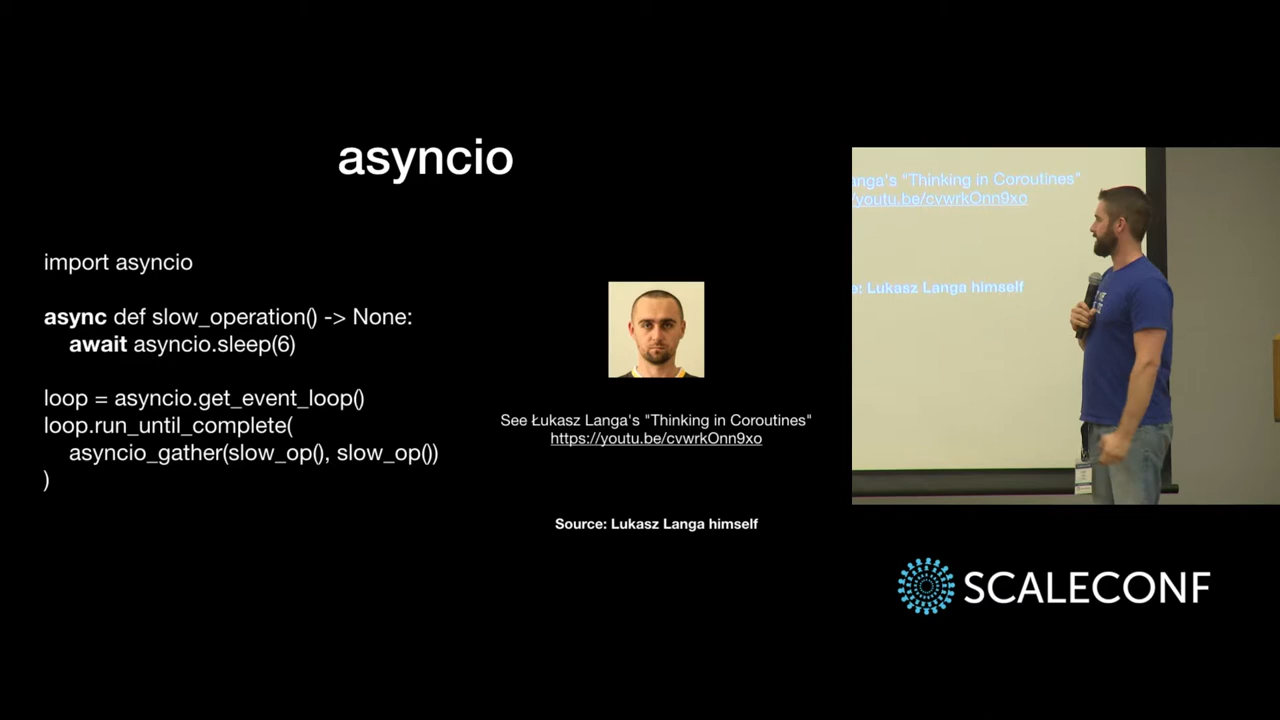 asyncio
import asyncio
async def slow_operation() -> None:
await asyncio.sleep(6)
loop = asyncio.get_event_loop()
loop.run_until_complete(
asyncio_gather(slow_op(), slow_op())
)
See Łukasz Langa's "Thinking in Coroutines"
https://youtu.be/cvwrkOnn9xo
Source: Lukasz Langa himself
anga's "Thinking in Coroutines"
/youtu.be/cvwrkOnn9xo
e: Lukasz Langa himself
SCALECONF